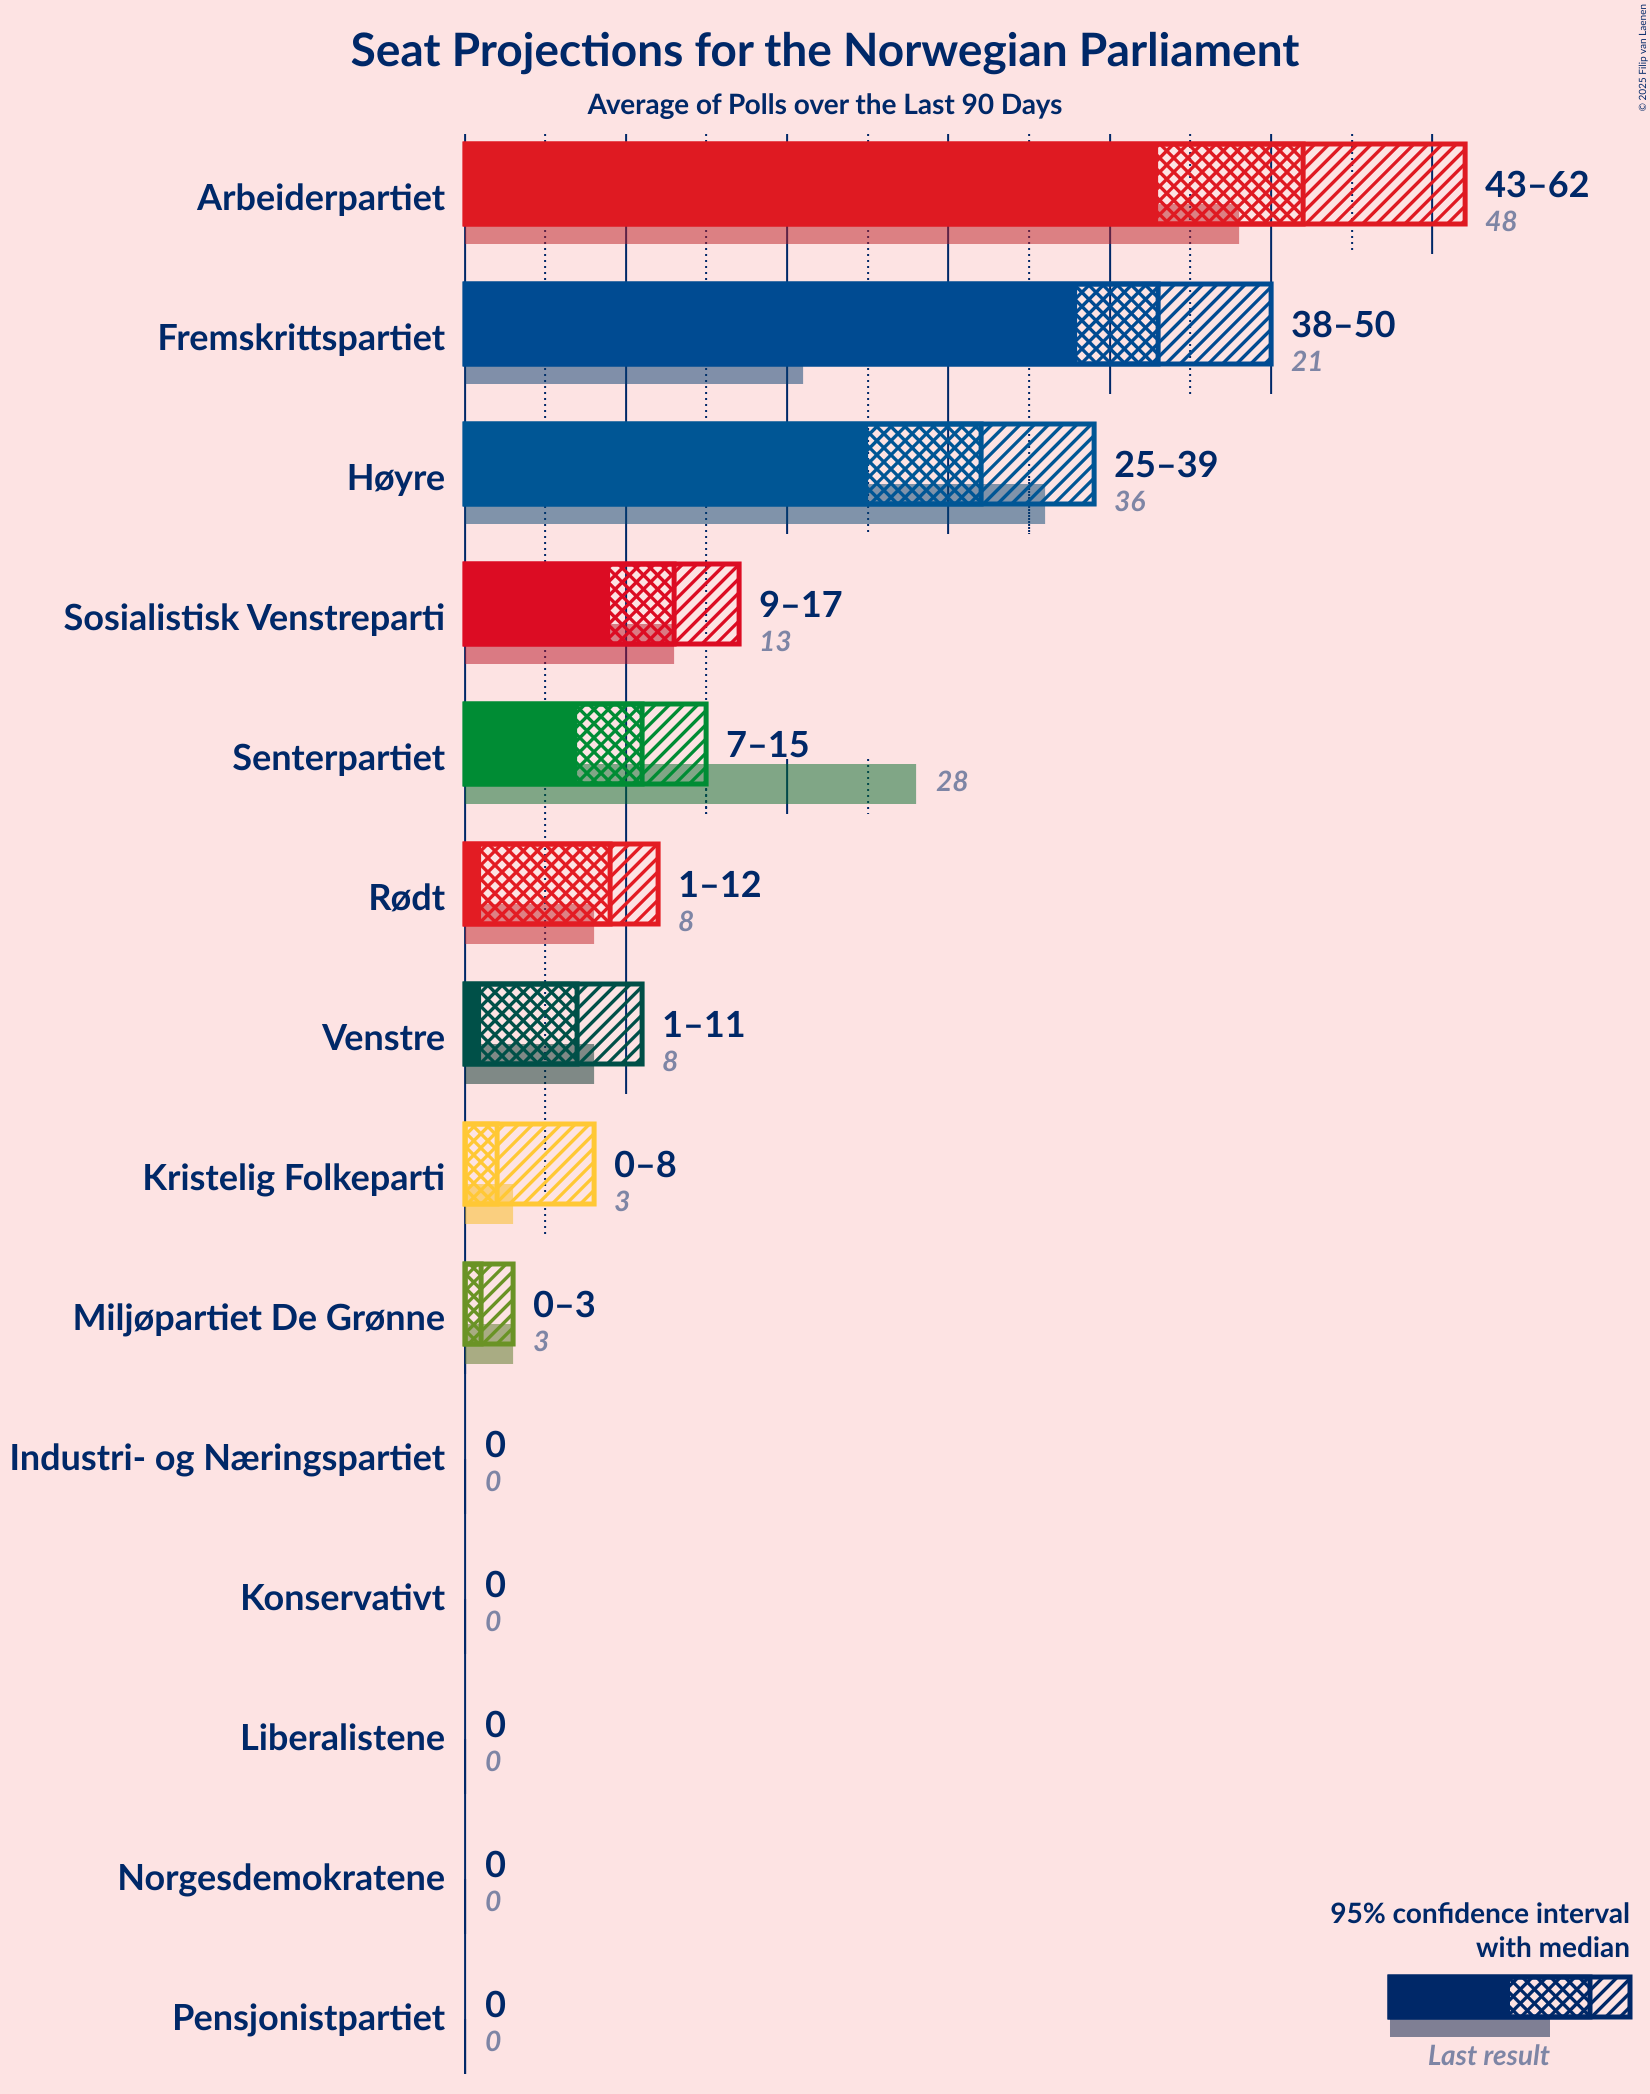 Seat Projections for the Norwegian Parliament
Average of Polls over the Last 90 Days
© 2025 Filip van Laenen
Arbeiderpartiet
43–62
48
Fremskrittspartiet
38–50
21
Høyre
25–39
36
Sosialistisk Venstreparti
9–17
13
Senterpartiet
7–15
28
Rødt
1–12
8
Venstre
1–11
8
Kristelig Folkeparti
0–8
3
Miljøpartiet De Grønne
0–3
3
Industri- og Næringspartiet
0
0
Konservativt
0
0
Liberalistene
0
0
Norgesdemokratene
0
0
Pensjonistpartiet
0
0
95% confidence interval
with median
Last result